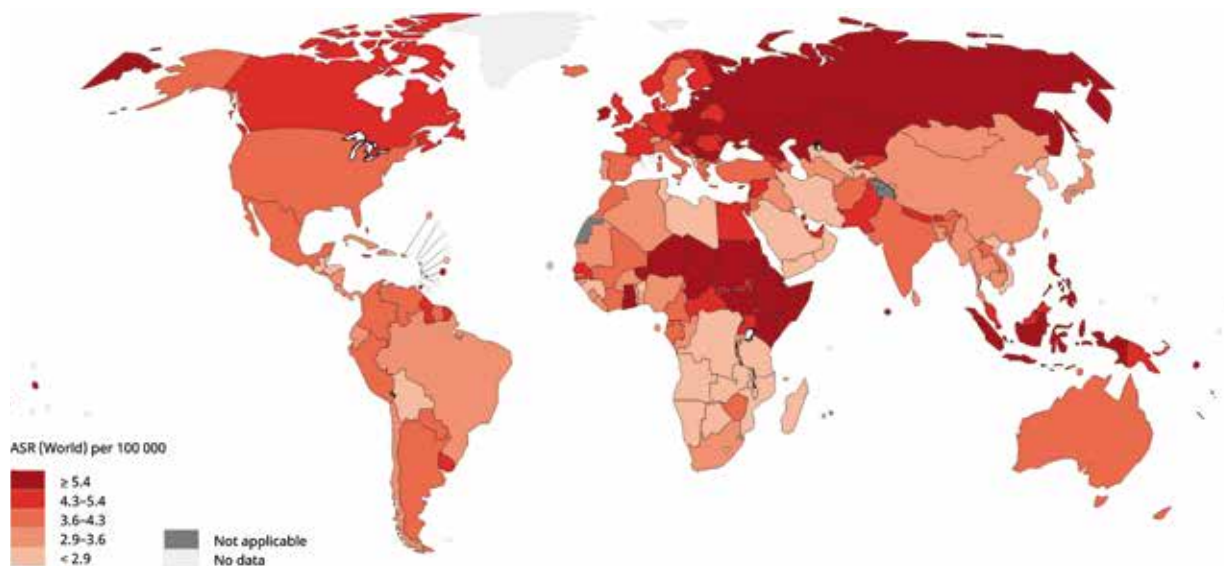 ASR (World) per 100 000
≥ 5.4
4.3–5.4
3.6–4.3
2.9–3.6
< 2.9
Not applicable
No data